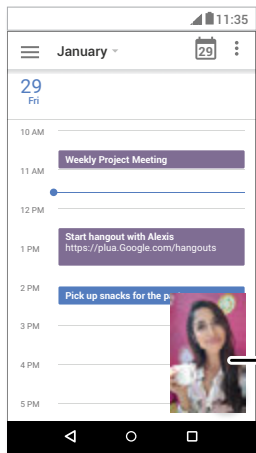 11:35
January
29
29
Fri
10 AM
Weekly Project Meeting
11 AM
12 PM
Start hangout with Alexis
https://plua.Google.com/hangouts
1 PM
2 PM
Pick up snacks for the
3 PM
4 PM
5 PM